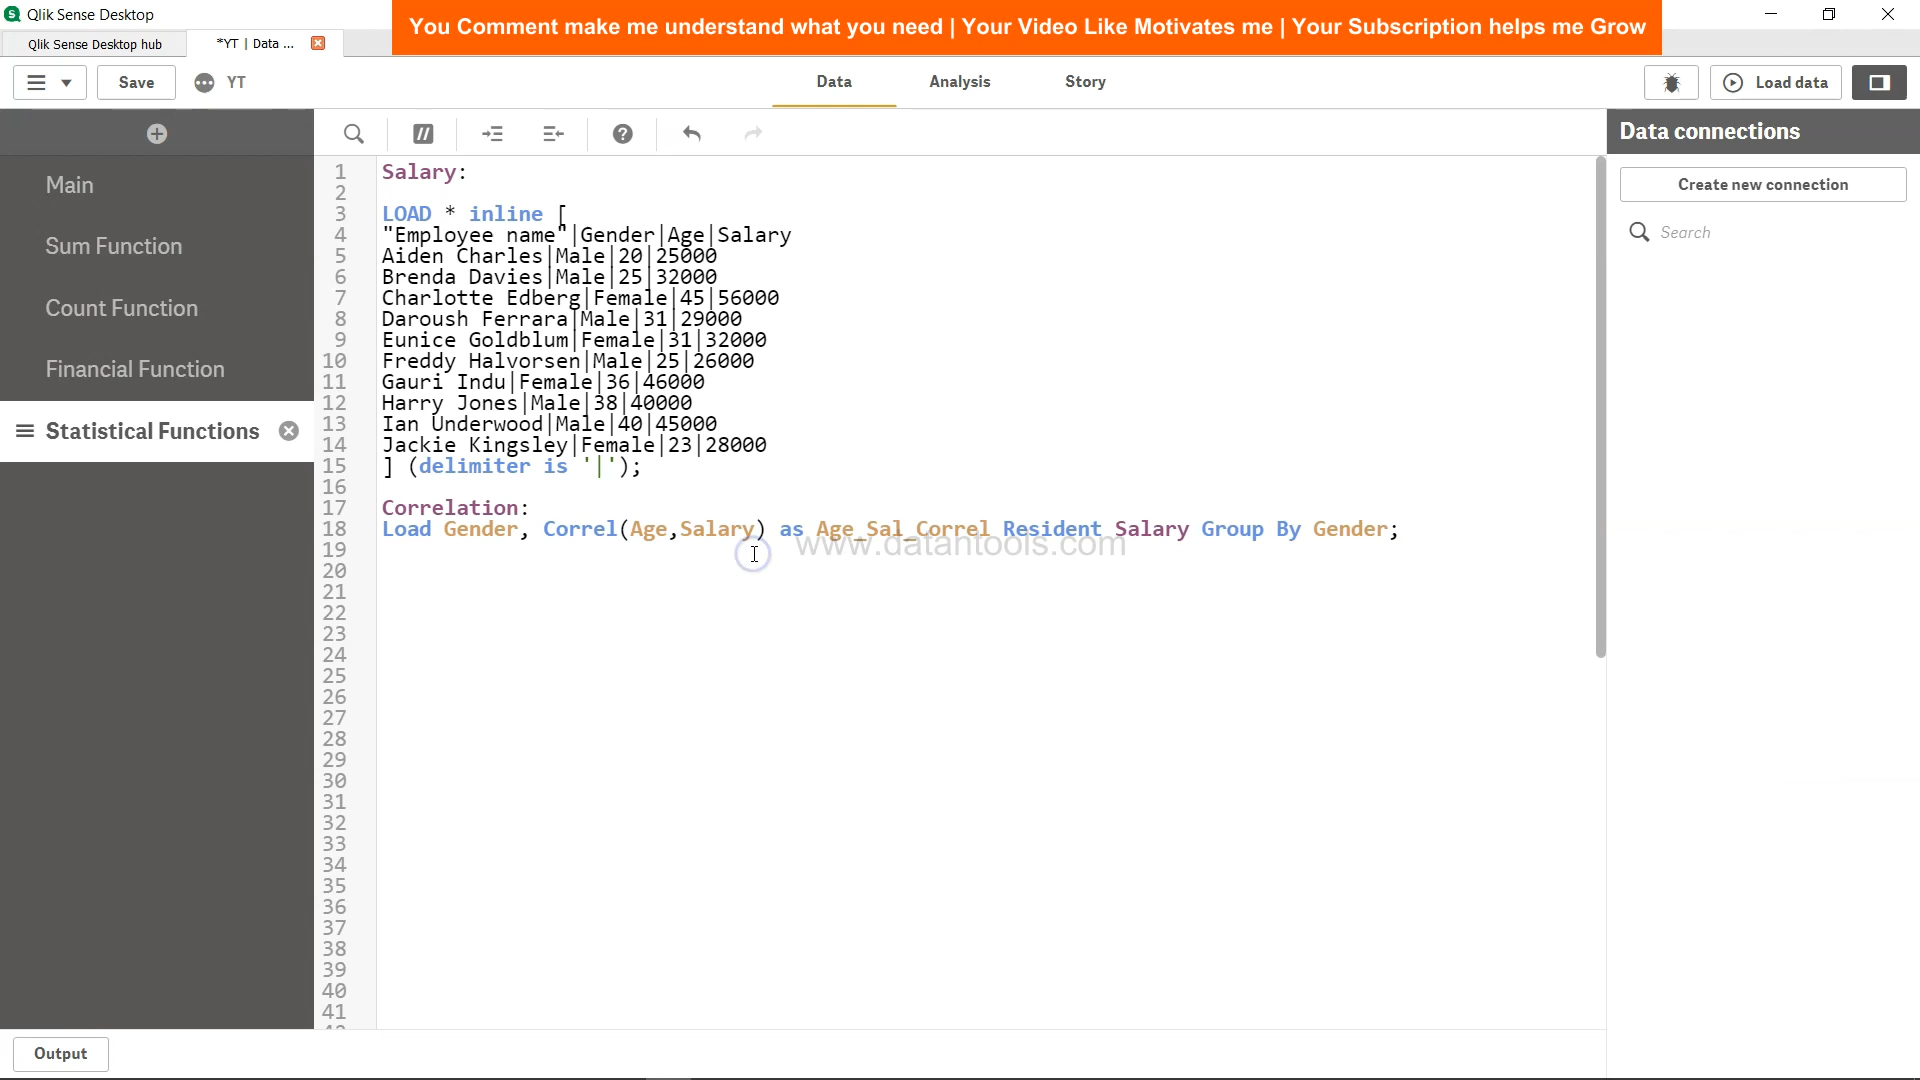 Qlik Sense Desktop
You Comment make me understand what you need | Your Video Like Motivates me | Your Subscription helps me Grow
Qlik Sense Desktop hub
*YT | Data ...
Save
YT
Data
Analysis
Story
Load data
Main
Sum Function
Count Function
Financial Function
Statistical Functions
1 Salary:
2
3 LOAD * inline [
4 "Employee name"|Gender|Age|Salary
5 Aiden Charles|Male|20|25000
6 Brenda Davies|Male|25|32000
7 Charlotte Edberg|Female|45|56000
8 Daroush Ferrara|Male|31|29000
9 Eunice Goldblum|Female|31|32000
10 Freddy Halvorsen|Male|25|26000
11 Gauri Indu|Female|36|46000
12 Harry Jones|Male|38|40000
13 Ian Underwood|Male|40|45000
14 Jackie Kingsley|Female|23|28000
15 ] (delimiter is '|');
16
17 Correlation:
18 Load Gender, Correl(Age,Salary) as Age_Sal_Correl Resident Salary Group By Gender;
www.datantools.com
19
20
21
22
23
24
25
26
27
28
29
30
31
32
33
34
35
36
37
38
39
40
41
Data connections
Create new connection
Search
Output